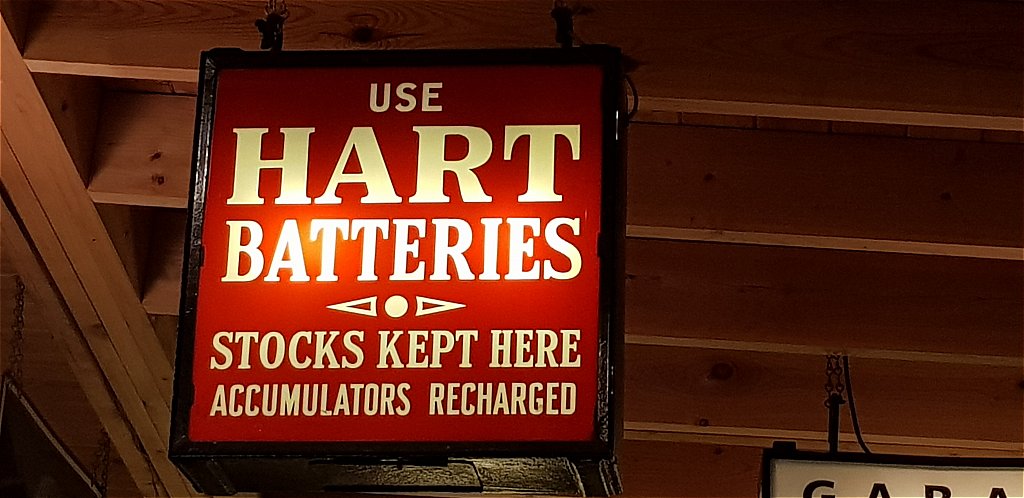 USE
HART
BATTERIES
STOCKS KEPT HERE
ACCUMULATORS RECHARGED